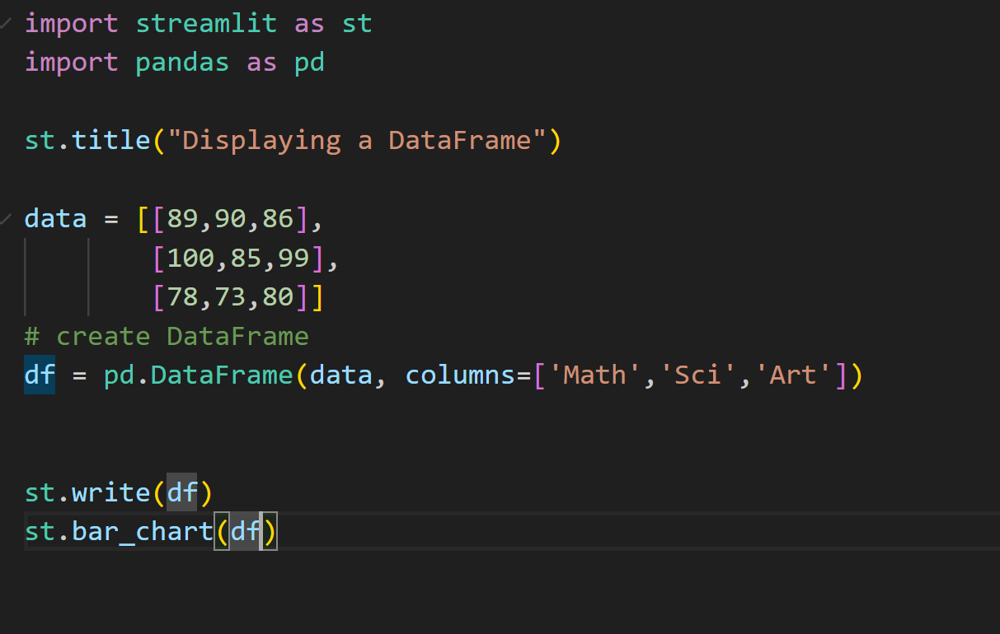 import streamlit as st
import pandas as pd
st.title("Displaying a DataFrame")
data = [[89,90,86],
[100,85,99],
[78,73,80]]
# create DataFrame
df = pd.DataFrame(data, columns=['Math','Sci','Art'])
st.write(df)
st.bar_chart(df)